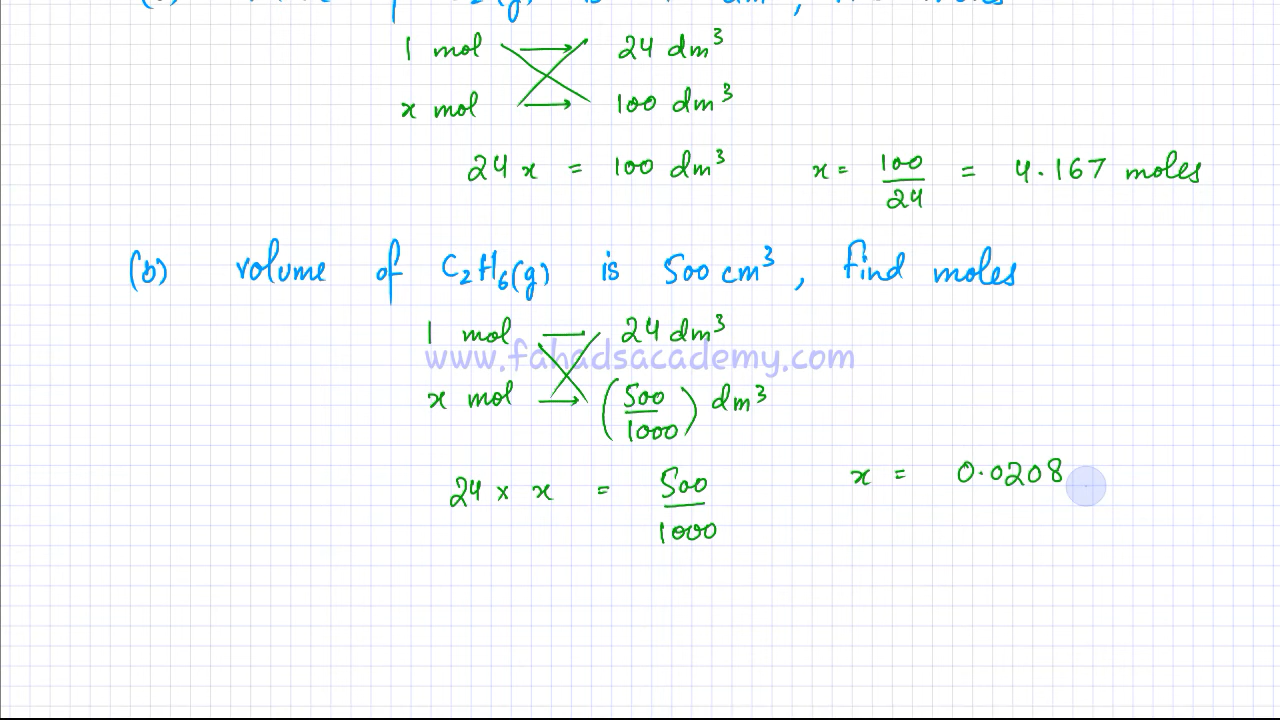 is dm³,
1 mol → 24 dm³
x mol → 100 dm³
24 x = 100 dm³ x = 100/24 = 4.167 moles
(b) volume of C₂H₆(g) is 500 cm³, find moles
1 mol — 24 dm³
www.fahadsacademy.com
x mol → (500/1000) dm³
24 × x = 500/1000 x = 0.0208